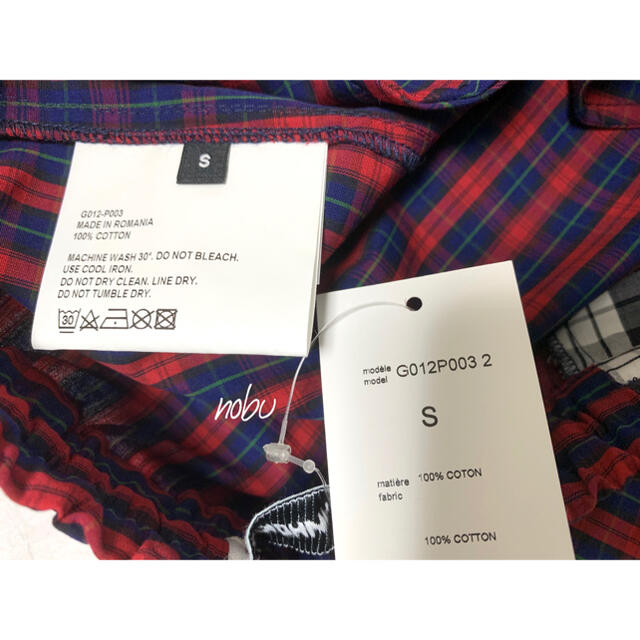 S
G012-P003
MADE IN ROMANIA
100% COTTON
MACHINE WASH 30°. DO NOT BLEACH.
USE COOL IRON.
DO NOT DRY CLEAN. LINE DRY.
DO NOT TUMBLE DRY.
30
nobu
modèle
model
G012P003 2
S
matière
fabric
100% COTON
100% COTTON